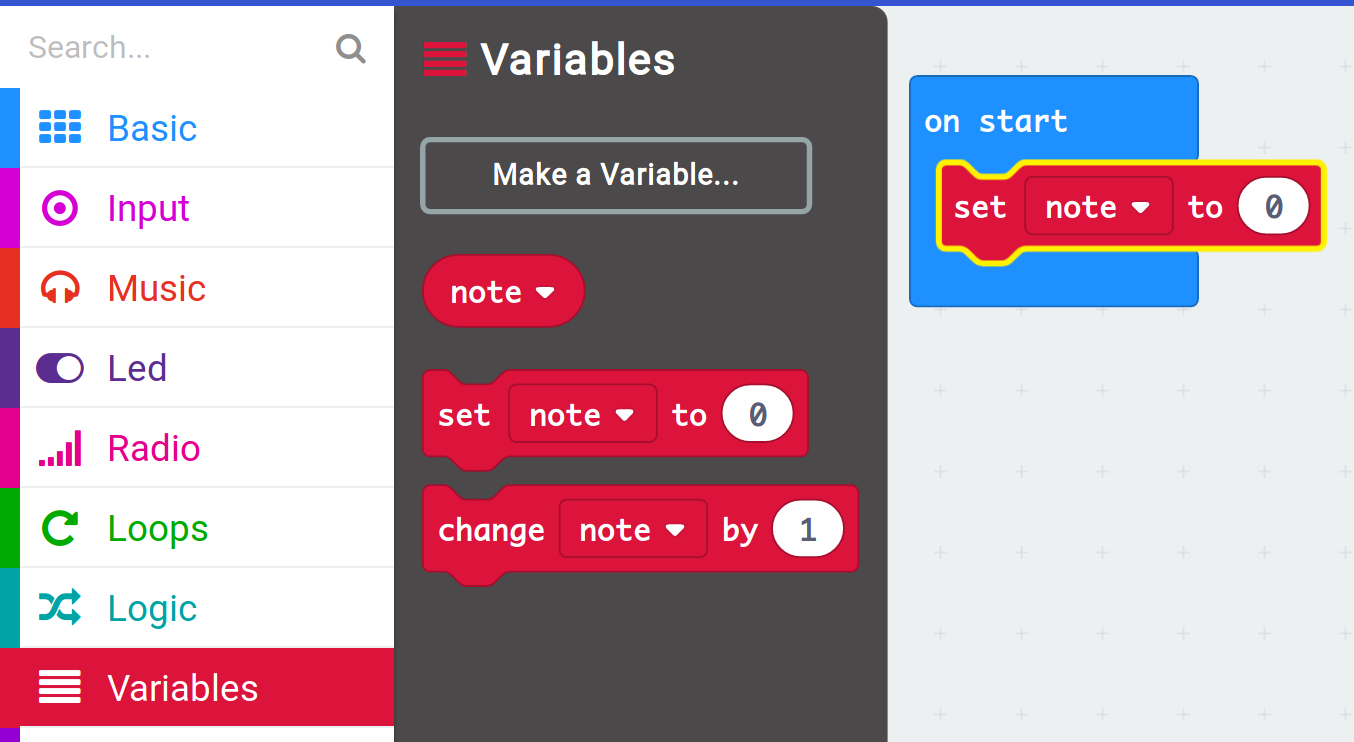 Search...
Basic
Input
Music
Led
Radio
Loops
Logic
Variables
Variables
Make a Variable...
note
set note to 0
change note by 1
on start
set note to 0